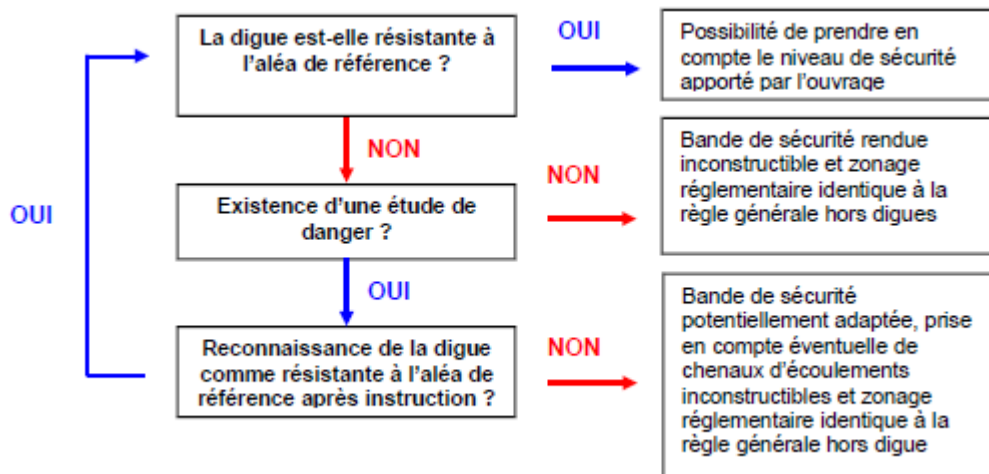 La digue est-elle résistante à
l'aléa de référence ?
OUI
Possibilité de prendre en
compte le niveau de sécurité
apporté par l'ouvrage
NON
OUI
Existence d'une étude de
danger ?
NON
Bande de sécurité rendue
inconstructible et zonage
réglementaire identique à la
règle générale hors digues
OUI
Reconnaissance de la digue
comme résistante à l'aléa de
référence après instruction ?
NON
Bande de sécurité
potentiellement adaptée, prise
en compte éventuelle de
chenaux d'écoulements
inconstructibles et zonage
réglementaire identique à la
règle générale hors digue